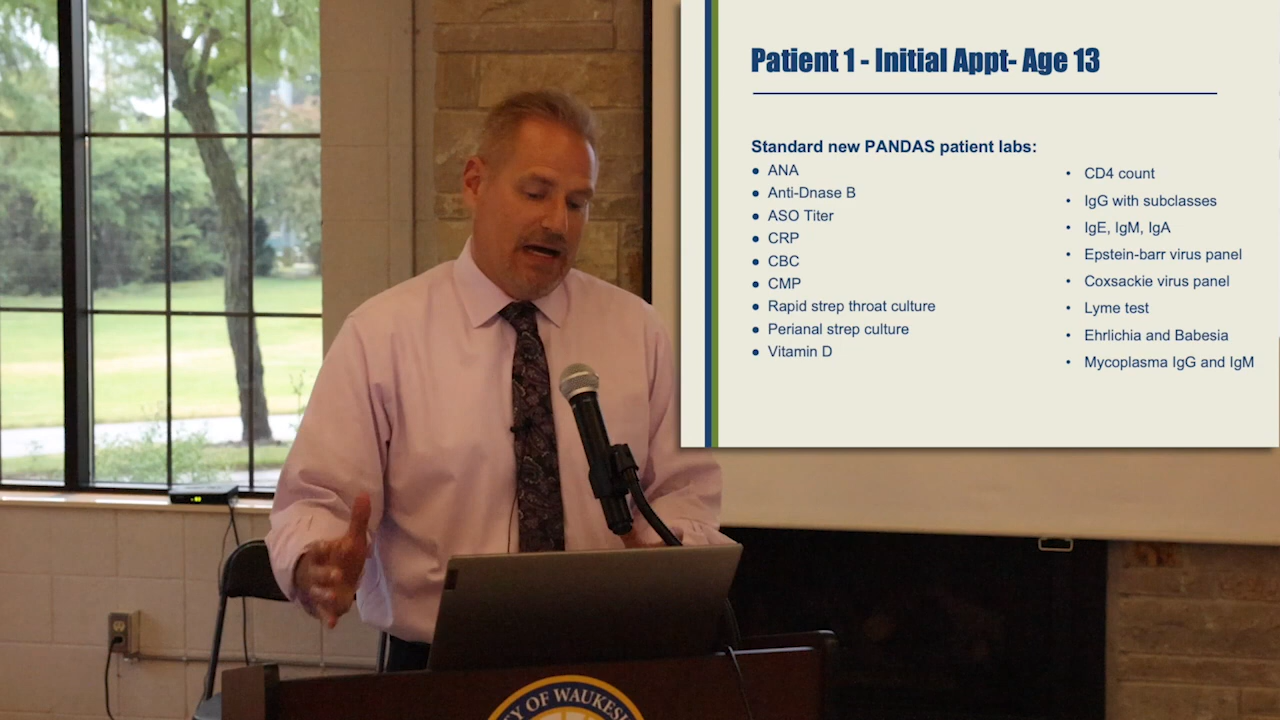 Patient 1 - Initial Appt- Age 13
Standard new PANDAS patient labs:
● ANA
● Anti-Dnase B
● ASO Titer
● CRP
● CBC
● CMP
● Rapid strep throat culture
● Perianal strep culture
● Vitamin D
• CD4 count
• IgG with subclasses
• IgE, IgM, IgA
• Epstein-barr virus panel
• Coxsackie virus panel
• Lyme test
• Ehrlichia and Babesia
• Mycoplasma IgG and IgM
OF